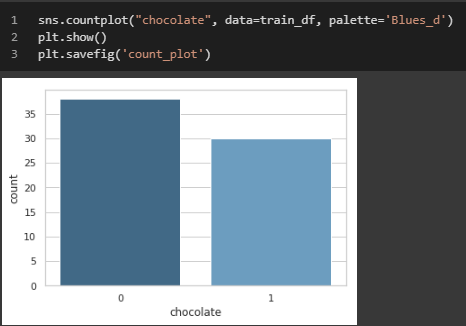 1 sns.countplot("chocolate", data=train_df, palette='Blues_d')
2 plt.show()
3 plt.savefig('count_plot')
35
30
25
20
15
10
5
0
count
0 1
chocolate